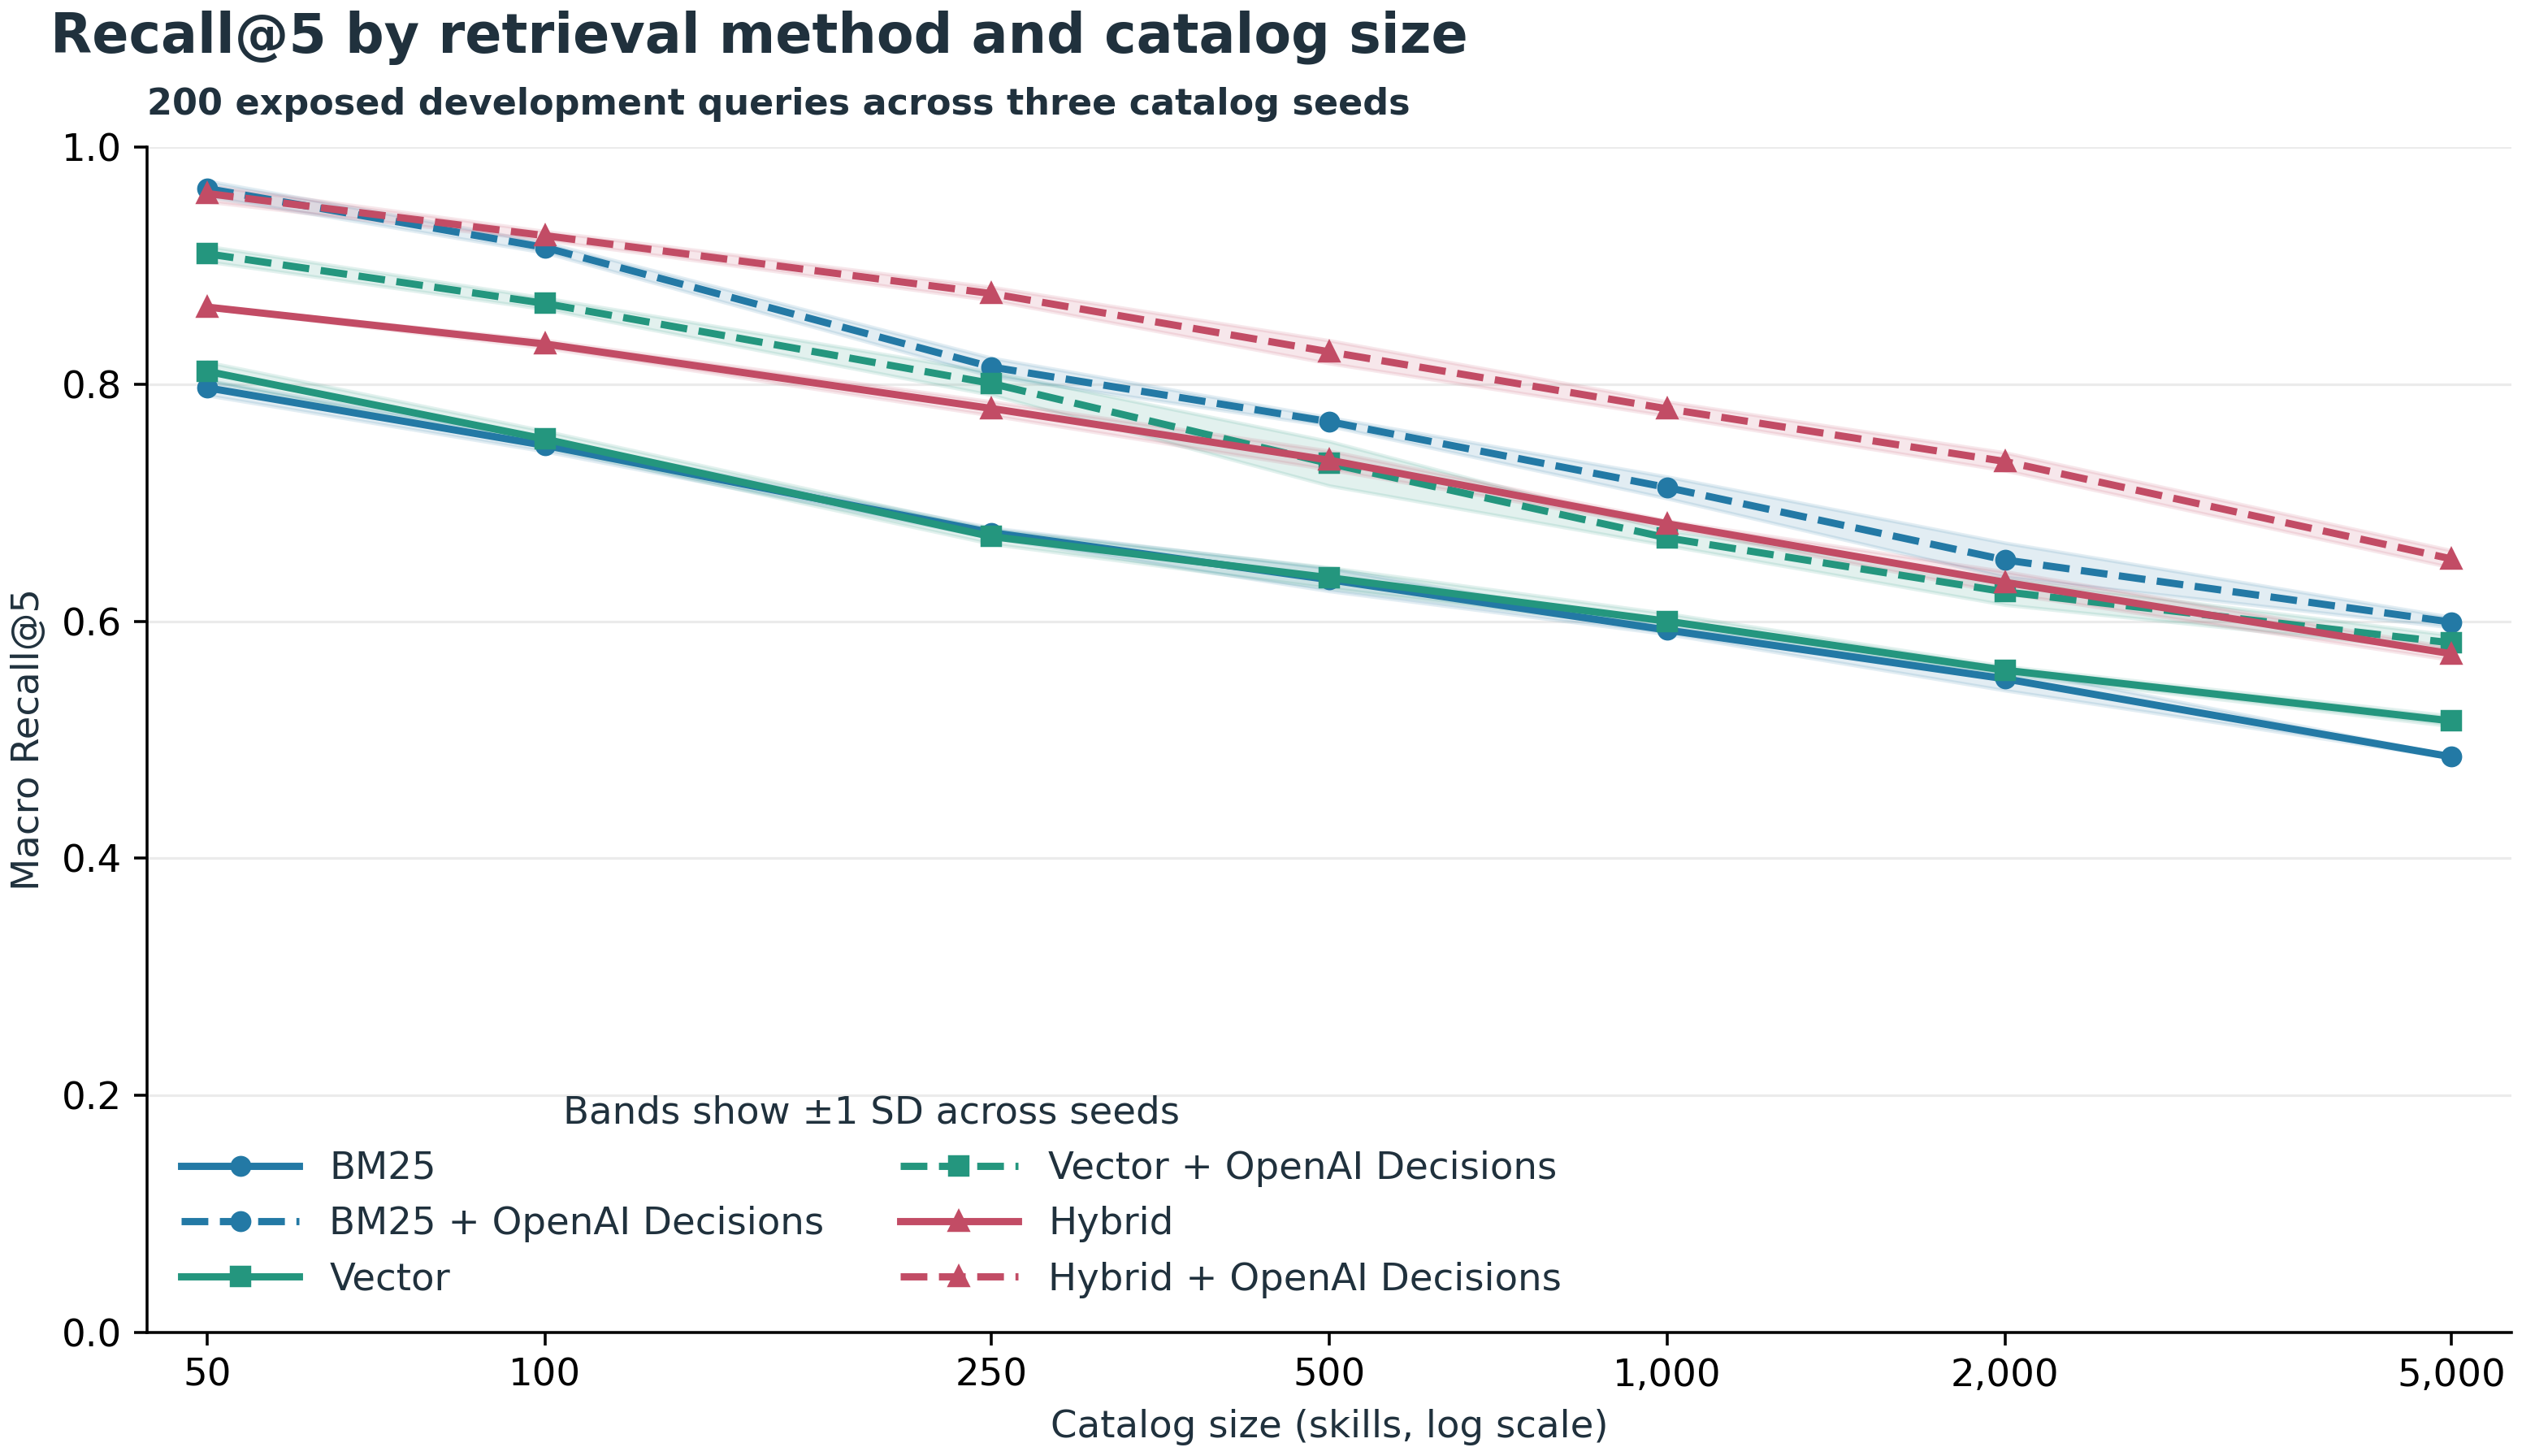 Recall@5 by retrieval method and catalog size
200 exposed development queries across three catalog seeds
1.0
0.8
0.6
0.4
0.2
0.0
Macro Recall@5
Bands show ±1 SD across seeds
BM25
BM25 + OpenAI Decisions
Vector
Vector + OpenAI Decisions
Hybrid
Hybrid + OpenAI Decisions
50 100 250 500 1,000 2,000 5,000
Catalog size (skills, log scale)